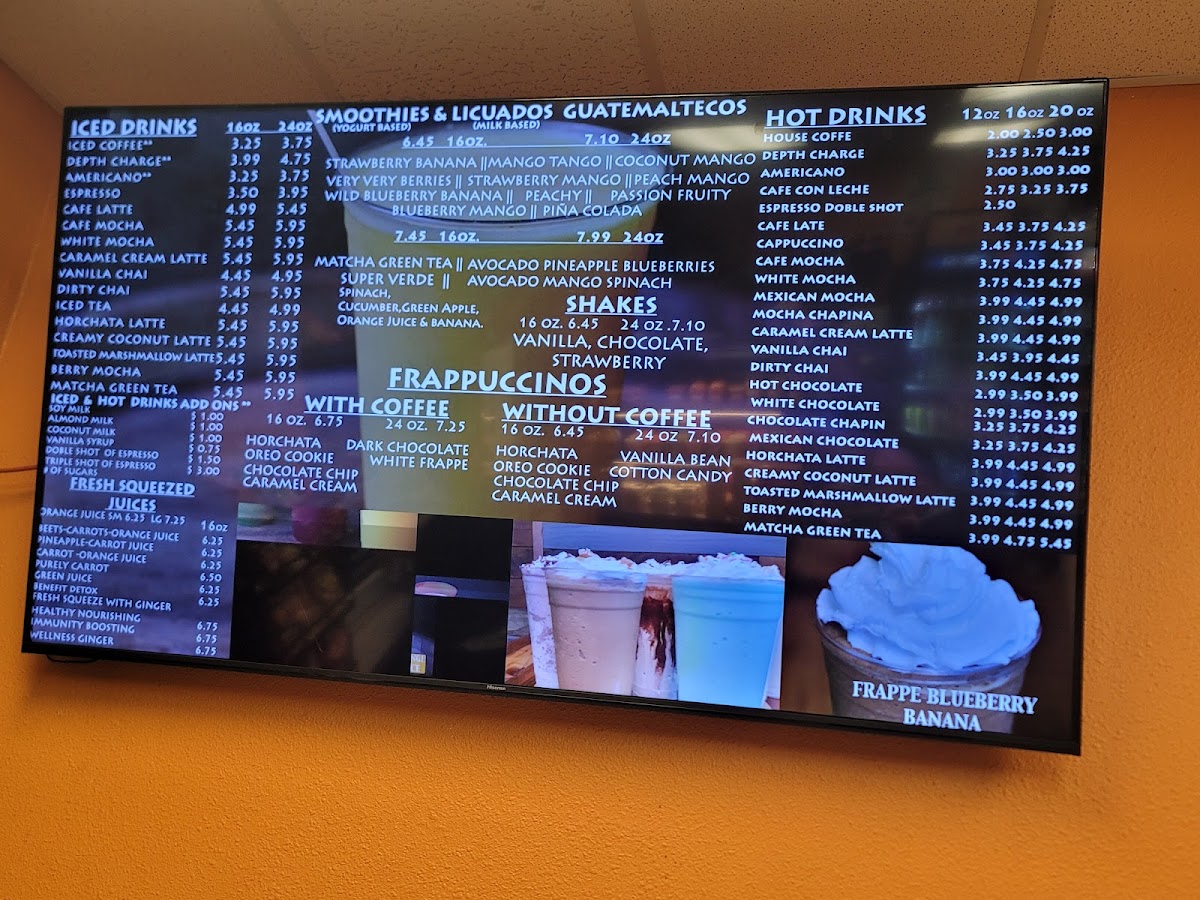 ICED DRINKS 16OZ 24OZ
ICED COFFEE** 3.25 3.75
DEPTH CHARGE** 3.99 4.75
AMERICANO** 3.25 3.75
ESPRESSO 3.50 3.95
CAFE LATTE 4.99 5.45
CAFE MOCHA 5.45 5.95
WHITE MOCHA 5.45 5.95
CARAMEL CREAM LATTE 5.45 5.95
VANILLA CHAI 4.45 4.95
DIRTY CHAI 5.45 5.95
ICED TEA 4.45 4.99
HORCHATA LATTE 5.45 5.95
CREAMY COCONUT LATTE 5.45 5.95
TOASTED MARSHMALLOW LATTE 5.45 5.95
BERRY MOCHA 5.45 5.95
MATCHA GREEN TEA 5.45 5.95
ICED & HOT DRINKS ADD ONS **
SOY MILK $ 1.00
ALMOND MILK $ 1.00
COCONUT MILK $ 1.00
VANILLA SYRUP $ 0.75
DOBLE SHOT OF ESPRESSO $ 1.50
TRIPLE SHOT OF ESPRESSO $ 3.00
# OF SUGARS
FRESH SQUEEZED
JUICES
ORANGE JUICE SM 6.25 LG 7.25
16OZ
BEETS-CARROTS-ORANGE JUICE 6.25
PINEAPPLE-CARROT JUICE 6.25
CARROT -ORANGE JUICE 6.25
PURELY CARROT 6.25
GREEN JUICE 6.50
BENEFIT DETOX 6.25
FRESH SQUEEZE WITH GINGER
HEALTHY NOURISHING
IMMUNITY BOOSTING 6.75
WELLNESS GINGER 6.75
SMOOTHIES & LICUADOS GUATEMALTECOS
(YOGURT BASED) (MILK BASED)
6.45 16OZ. 7.10 24OZ
STRAWBERRY BANANA || MANGO TANGO || COCONUT MANGO
VERY VERY BERRIES || STRAWBERRY MANGO || PEACH MANGO
WILD BLUEBERRY BANANA || PEACHY || PASSION FRUITY
BLUEBERRY MANGO || PIÑA COLADA
7.45 16OZ. 7.99 24OZ
MATCHA GREEN TEA || AVOCADO PINEAPPLE BLUEBERRIES
SUPER VERDE || AVOCADO MANGO SPINACH
SPINACH,
CUCUMBER,GREEN APPLE,
ORANGE JUICE & BANANA.
SHAKES
16 OZ. 6.45 24 OZ .7.10
VANILLA, CHOCOLATE,
STRAWBERRY
FRAPPUCCINOS
WITH COFFEE
16 OZ. 6.75 24 OZ. 7.25
HORCHATA DARK CHOCOLATE
OREO COOKIE WHITE FRAPPE
CHOCOLATE CHIP
CARAMEL CREAM
WITHOUT COFFEE
16 OZ. 6.45 24 OZ 7.10
HORCHATA VANILLA BEAN
OREO COOKIE COTTON CANDY
CHOCOLATE CHIP
CARAMEL CREAM
HOT DRINKS 12OZ 16OZ 20 OZ
HOUSE COFFE 2.00 2.50 3.00
DEPTH CHARGE 3.25 3.75 4.25
AMERICANO 3.00 3.00 3.00
CAFE CON LECHE 2.75 3.25 3.75
ESPRESSO DOBLE SHOT 2.50
CAFE LATE 3.45 3.75 4.25
CAPPUCCINO 3.45 3.75 4.25
CAFE MOCHA 3.75 4.25 4.75
WHITE MOCHA 3.75 4.25 4.75
MEXICAN MOCHA 3.99 4.45 4.99
MOCHA CHAPINA 3.99 4.45 4.99
CARAMEL CREAM LATTE 3.99 4.45 4.99
VANILLA CHAI 3.45 3.95 4.45
DIRTY CHAI 3.99 4.45 4.99
HOT CHOCOLATE 2.99 3.50 3.99
WHITE CHOCOLATE 2.99 3.50 3.99
CHOCOLATE CHAPIN 3.25 3.75 4.25
MEXICAN CHOCOLATE 3.25 3.75 4.25
HORCHATA LATTE 3.99 4.45 4.99
CREAMY COCONUT LATTE 3.99 4.45 4.99
TOASTED MARSHMALLOW LATTE 3.99 4.45 4.99
BERRY MOCHA 3.99 4.45 4.99
MATCHA GREEN TEA 3.99 4.75 5.45
FRAPPE BLUEBERRY
BANANA
Hisense